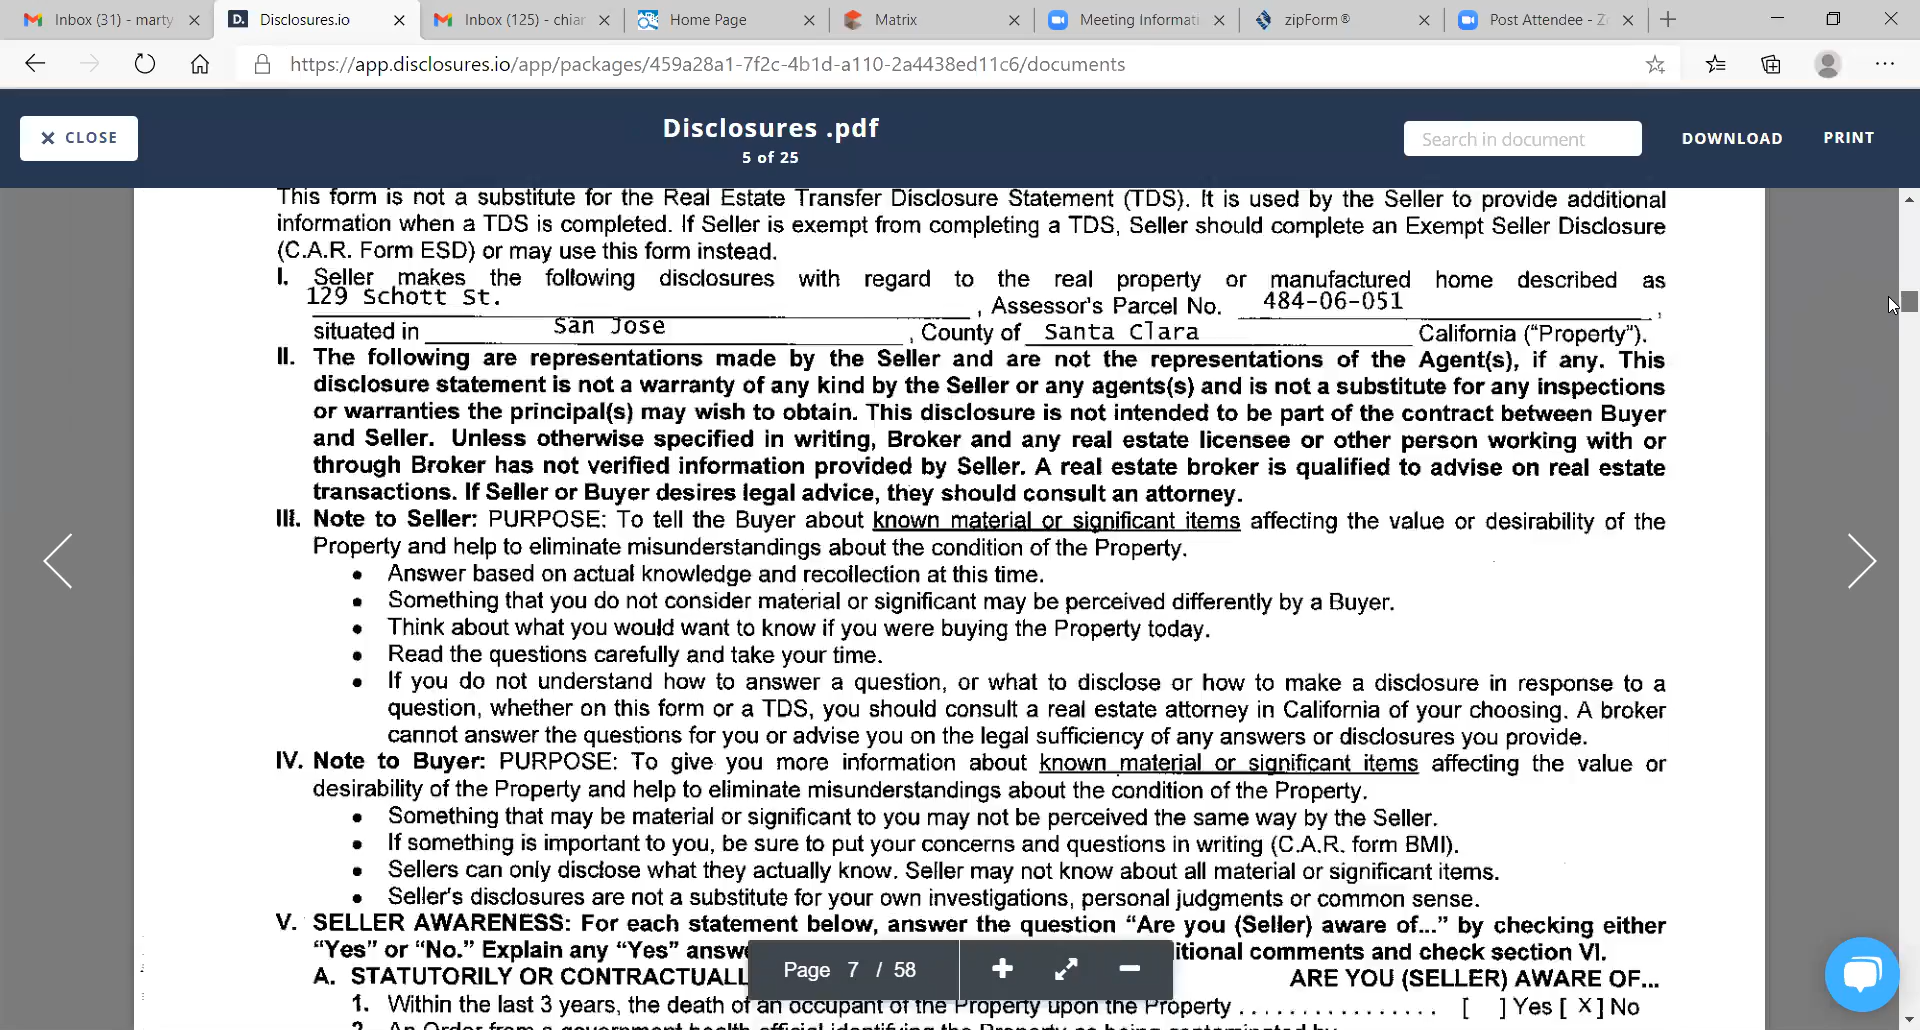 Inbox (31) - marty
Disclosures.io
Inbox (125) - chiar
Home Page
Matrix
Meeting Informati
zipForm®
Post Attendee - Zo
https://app.disclosures.io/app/packages/459a28a1-7f2c-4b1d-a110-2a4438ed11c6/documents
CLOSE
Disclosures .pdf
5 of 25
Search in document
DOWNLOAD
PRINT
This form is not a substitute for the Real Estate Transfer Disclosure Statement (TDS). It is used by the Seller to provide additional
information when a TDS is completed. If Seller is exempt from completing a TDS, Seller should complete an Exempt Seller Disclosure
(C.A.R. Form ESD) or may use this form instead.
I. Seller makes the following disclosures with regard to the real property or manufactured home described as
129 Schott St. , Assessor's Parcel No. 484-06-051 ,
situated in San Jose , County of Santa Clara California ("Property").
II. The following are representations made by the Seller and are not the representations of the Agent(s), if any. This
disclosure statement is not a warranty of any kind by the Seller or any agents(s) and is not a substitute for any inspections
or warranties the principal(s) may wish to obtain. This disclosure is not intended to be part of the contract between Buyer
and Seller. Unless otherwise specified in writing, Broker and any real estate licensee or other person working with or
through Broker has not verified information provided by Seller. A real estate broker is qualified to advise on real estate
transactions. If Seller or Buyer desires legal advice, they should consult an attorney.
III. Note to Seller: PURPOSE: To tell the Buyer about known material or significant items affecting the value or desirability of the
Property and help to eliminate misunderstandings about the condition of the Property.
• Answer based on actual knowledge and recollection at this time.
• Something that you do not consider material or significant may be perceived differently by a Buyer.
• Think about what you would want to know if you were buying the Property today.
• Read the questions carefully and take your time.
• If you do not understand how to answer a question, or what to disclose or how to make a disclosure in response to a
question, whether on this form or a TDS, you should consult a real estate attorney in California of your choosing. A broker
cannot answer the questions for you or advise you on the legal sufficiency of any answers or disclosures you provide.
IV. Note to Buyer: PURPOSE: To give you more information about known material or significant items affecting the value or
desirability of the Property and help to eliminate misunderstandings about the condition of the Property.
• Something that may be material or significant to you may not be perceived the same way by the Seller.
• If something is important to you, be sure to put your concerns and questions in writing (C.A.R. form BMI).
• Sellers can only disclose what they actually know. Seller may not know about all material or significant items.
• Seller's disclosures are not a substitute for your own investigations, personal judgments or common sense.
V. SELLER AWARENESS: For each statement below, answer the question "Are you (Seller) aware of..." by checking either
"Yes" or "No." Explain any "Yes" answe itional comments and check section VI.
A. STATUTORILY OR CONTRACTUALL ARE YOU (SELLER) AWARE OF...
1. Within the last 3 years, the death of an occupant of the Property upon the Property ................ [ ] Yes [ X ] No
Page 7 / 58